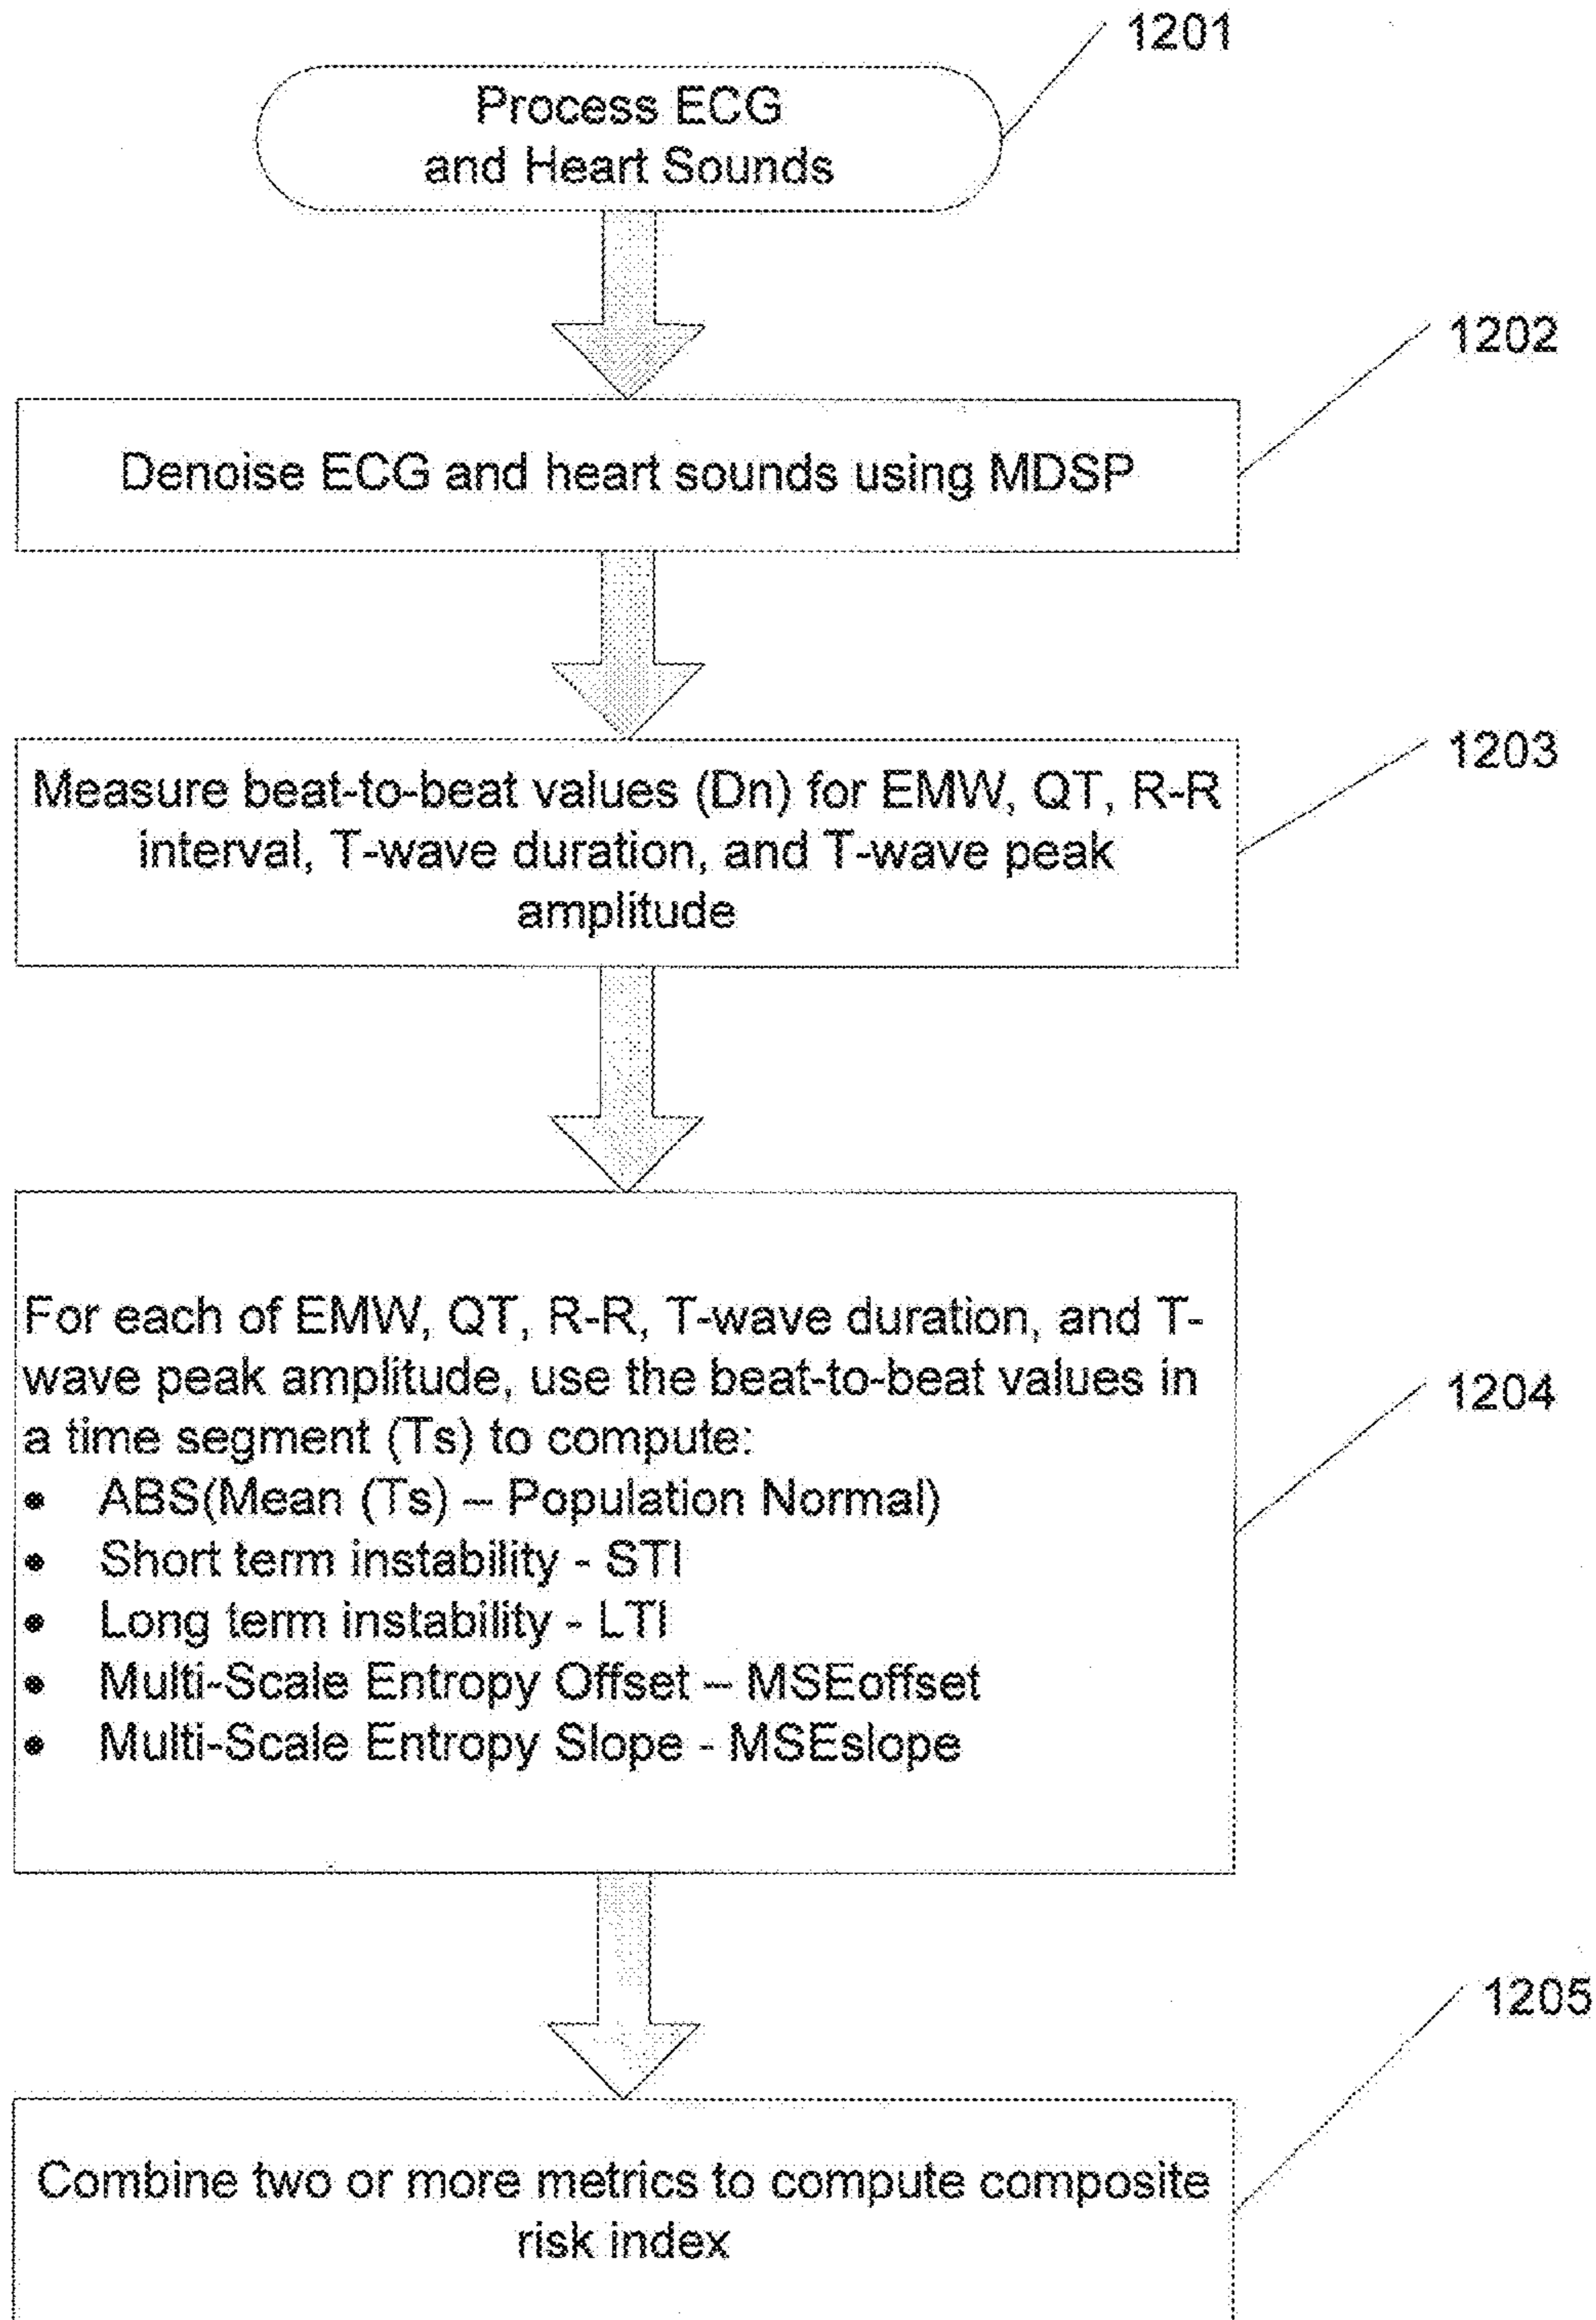 1201
Process ECG
and Heart Sounds
1202
Denoise ECG and heart sounds using MDSP
1203
Measure beat-to-beat values (Dn) for EMW, QT, R-R
interval, T-wave duration, and T-wave peak
amplitude
For each of EMW, QT, R-R, T-wave duration, and T-
wave peak amplitude, use the beat-to-beat values in
1204
a time segment (Ts) to compute:
• ABS(Mean (Ts) – Population Normal)
• Short term instability - STI
• Long term instability - LTI
• Multi-Scale Entropy Offset – MSEoffset
• Multi-Scale Entropy Slope - MSEslope
1205
Combine two or more metrics to compute composite
risk index